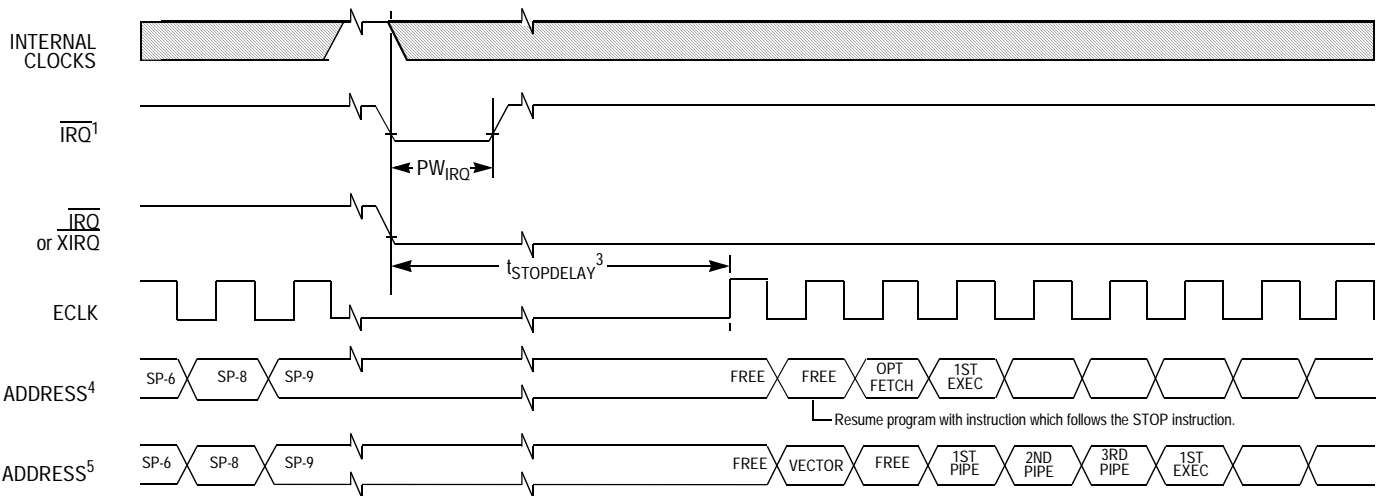 INTERNAL
CLOCKS
IRQ1
PWIRQ
IRQ
or XIRQ
tSTOPDELAY3
ECLK
ADDRESS4
SP-6
SP-8
SP-9
FREE
FREE
OPT
FETCH
1ST
EXEC
Resume program with instruction which follows the STOP instruction.
ADDRESS5
SP-6
SP-8
SP-9
FREE
VECTOR
FREE
1ST
PIPE
2ND
PIPE
3RD
PIPE
1ST
EXEC